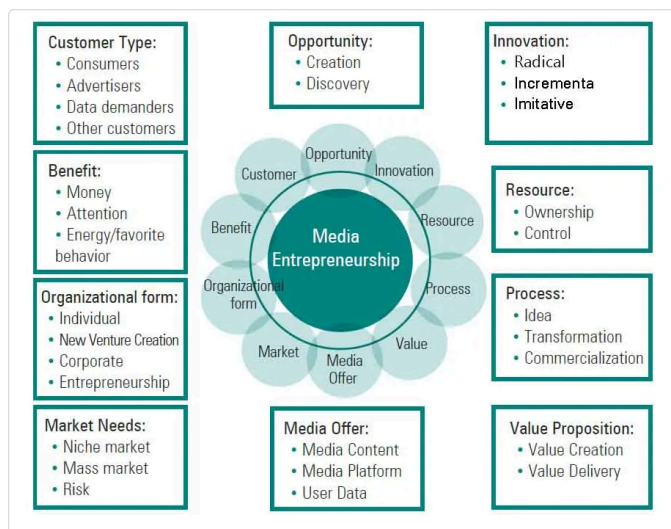 Customer Type:
• Consumers
• Advertisers
• Data demanders
• Other customers
Opportunity:
• Creation
• Discovery
Innovation:
• Radical
• Incrementa
• Imitative
Benefit:
• Money
• Attention
• Energy/favorite
behavior
Resource:
• Ownership
• Control
Organizational form:
• Individual
• New Venture Creation
• Corporate
• Entrepreneurship
Process:
• Idea
• Transformation
• Commercialization
Market Needs:
• Niche market
• Mass market
• Risk
Media Offer:
• Media Content
• Media Platform
• User Data
Value Proposition:
• Value Creation
• Value Delivery
Media
Entrepreneurship
Opportunity
Innovation
Resource
Process
Value
Media
Offer
Market
Organizational
form
Benefit
Customer